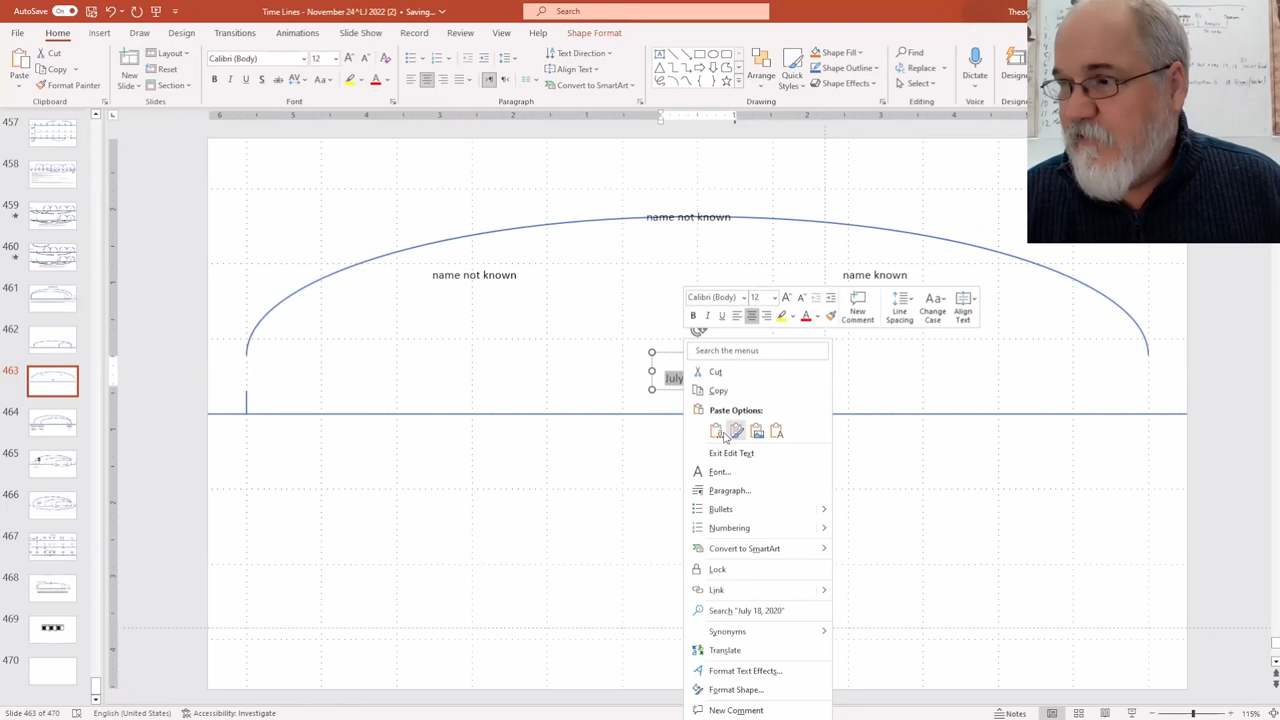 AutoSave On Time Lines - November 24^LJ 2022 (2) • Saving... Search
File Home Insert Draw Design Transitions Animations Slide Show Record Review View Help Shape Format
Cut
Copy
Format Painter
Clipboard
New
Slide
Layout
Reset
Section
Slides
Calibri (Body) 12
Font
Text Direction
Align Text
Convert to SmartArt
Paragraph
Arrange
Quick
Styles
Shape Fill
Shape Outline
Shape Effects
Drawing
Find
Replace
Select
Editing
Dictate
Voice
457
458
459
460
461
462
463
464
465
466
467
468
469
name not known
name not known
name known
July
Calibri (Body) 12
New
Comment
Line
Spacing
Change
Case
Align
Text
Search the menus
Cut
Copy
Paste Options:
Exit Edit Text
Font...
Paragraph...
Bullets
Numbering
Convert to SmartArt
Lock
Link
Search "July 18, 2020"
Synonyms
Translate
Format Text Effects...
Format Shape...
New Comment
English (United States) Accessibility: Investigate Notes 115%